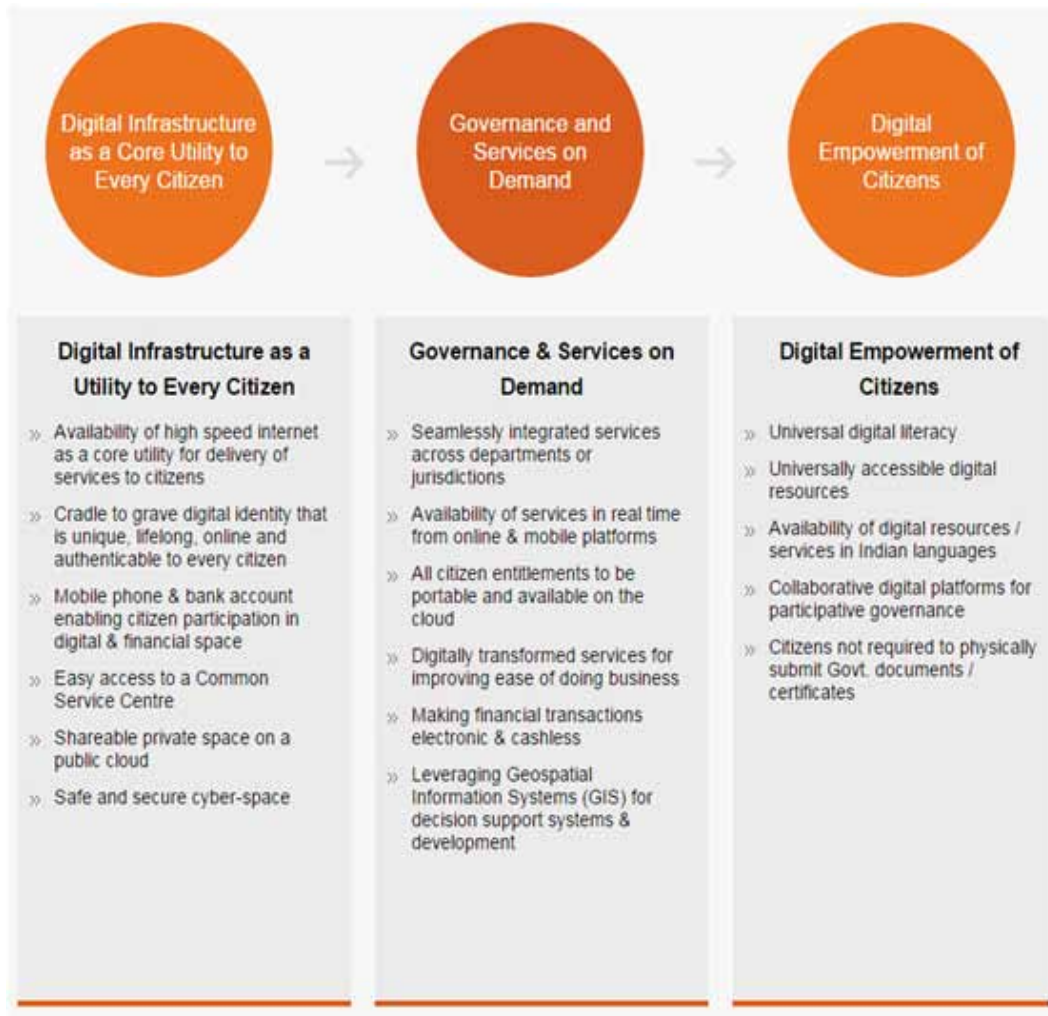 Digital Infrastructure
as a Core Utility to
Every Citizen
Governance and
Services on
Demand
Digital
Empowerment of
Citizens
Digital Infrastructure as a
Utility to Every Citizen
» Availability of high speed internet
as a core utility for delivery of
services to citizens
» Cradle to grave digital identity that
is unique, lifelong, online and
authenticable to every citizen
» Mobile phone & bank account
enabling citizen participation in
digital & financial space
» Easy access to a Common
Service Centre
» Shareable private space on a
public cloud
» Safe and secure cyber-space
Governance & Services on
Demand
» Seamlessly integrated services
across departments or
jurisdictions
» Availability of services in real time
from online & mobile platforms
» All citizen entitlements to be
portable and available on the
cloud
» Digitally transformed services for
improving ease of doing business
» Making financial transactions
electronic & cashless
» Leveraging Geospatial
Information Systems (GIS) for
decision support systems &
development
Digital Empowerment of
Citizens
» Universal digital literacy
» Universally accessible digital
resources
» Availability of digital resources /
services in Indian languages
» Collaborative digital platforms for
participative governance
» Citizens not required to physically
submit Govt. documents /
certificates